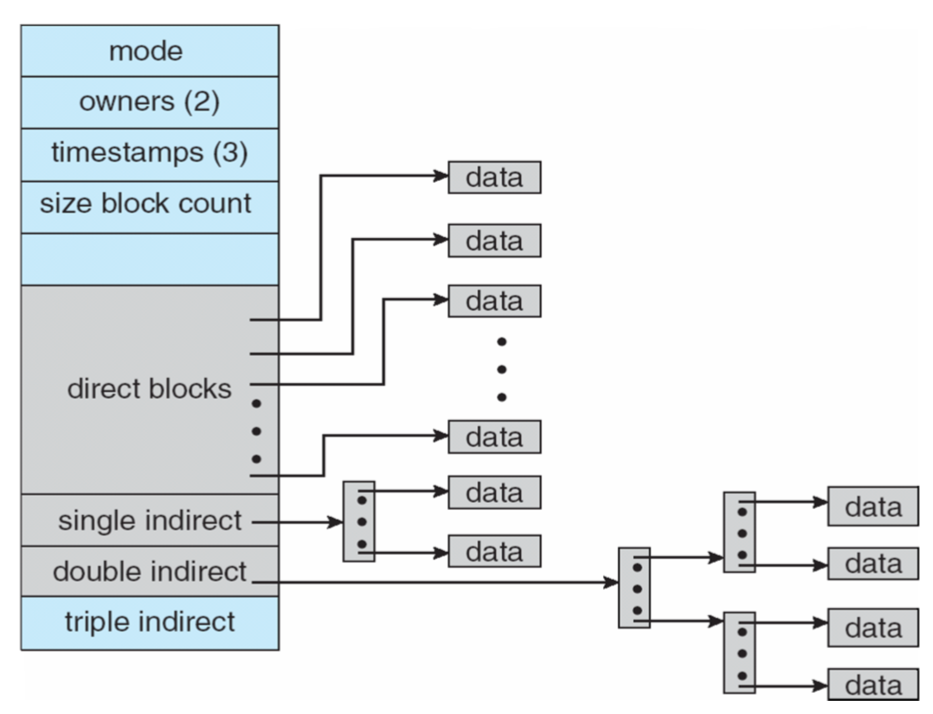 mode
owners (2)
timestamps (3)
size block count
direct blocks
single indirect
double indirect
triple indirect
data
data
data
data
data
data
data
data
data
data